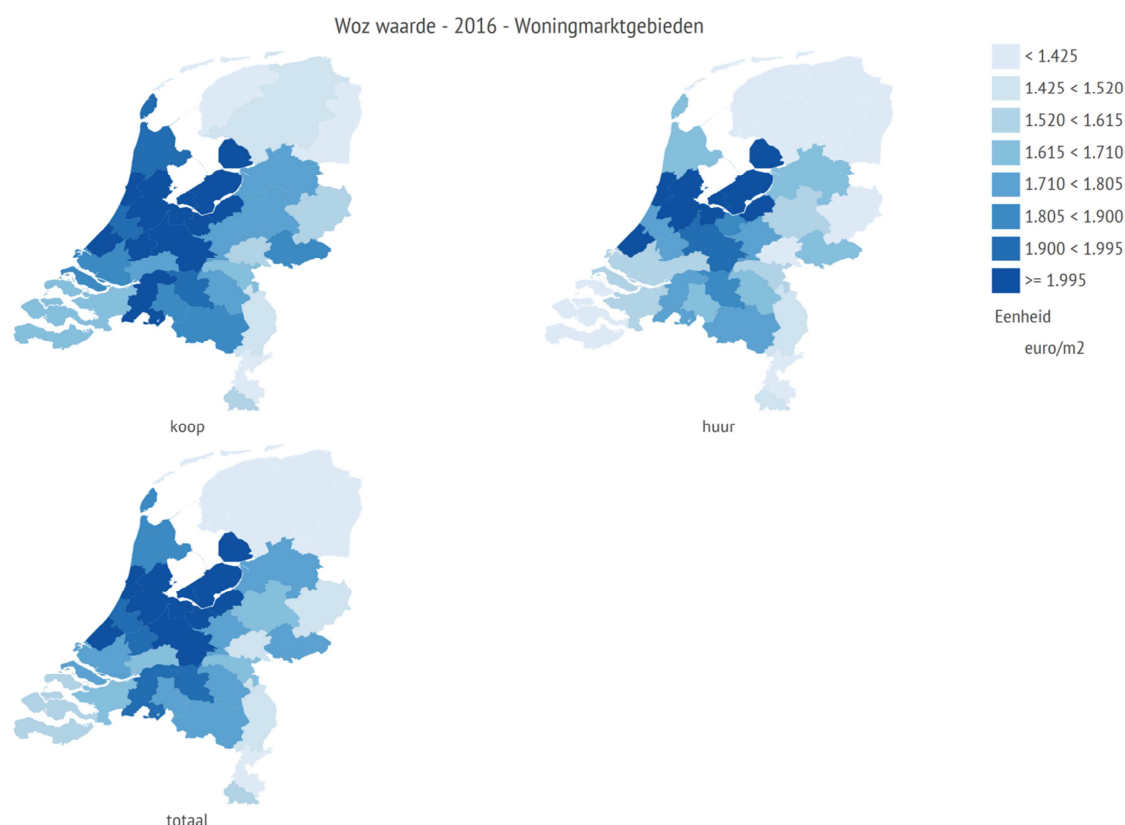 Woz waarde - 2016 - Woningmarktgebieden
< 1.425
1.425 < 1.520
1.520 < 1.615
1.615 < 1.710
1.710 < 1.805
1.805 < 1.900
1.900 < 1.995
>= 1.995
Eenheid
euro/m2
koop
huur
totaal